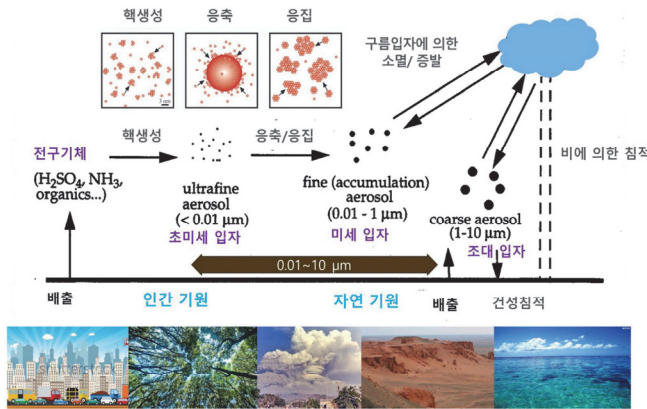 핵생성
응축
응집
3 nm
구름입자에 의한
소멸/ 증발
전구기체
핵생성
응축/응집
비에 의한 침적
(H₂SO₄, NH₃,
organics...)
ultrafine
aerosol
(< 0.01 μm)
초미세 입자
fine (accumulation)
aerosol
(0.01 - 1 μm)
미세 입자
coarse aerosol
(1-10 μm)
조대 입자
0.01~10 μm
배출
인간 기원
자연 기원
배출
건성침적
shutterstock